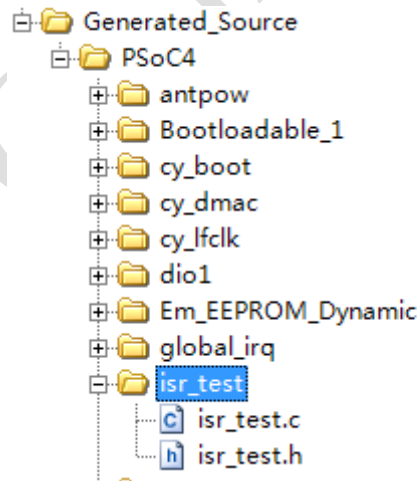 Generated_Source
PSoC4
antpow
Bootloadable_1
cy_boot
cy_dmac
cy_lfclk
dio1
Em_EEPROM_Dynamic
global_irq
isr_test
isr_test.c
isr_test.h